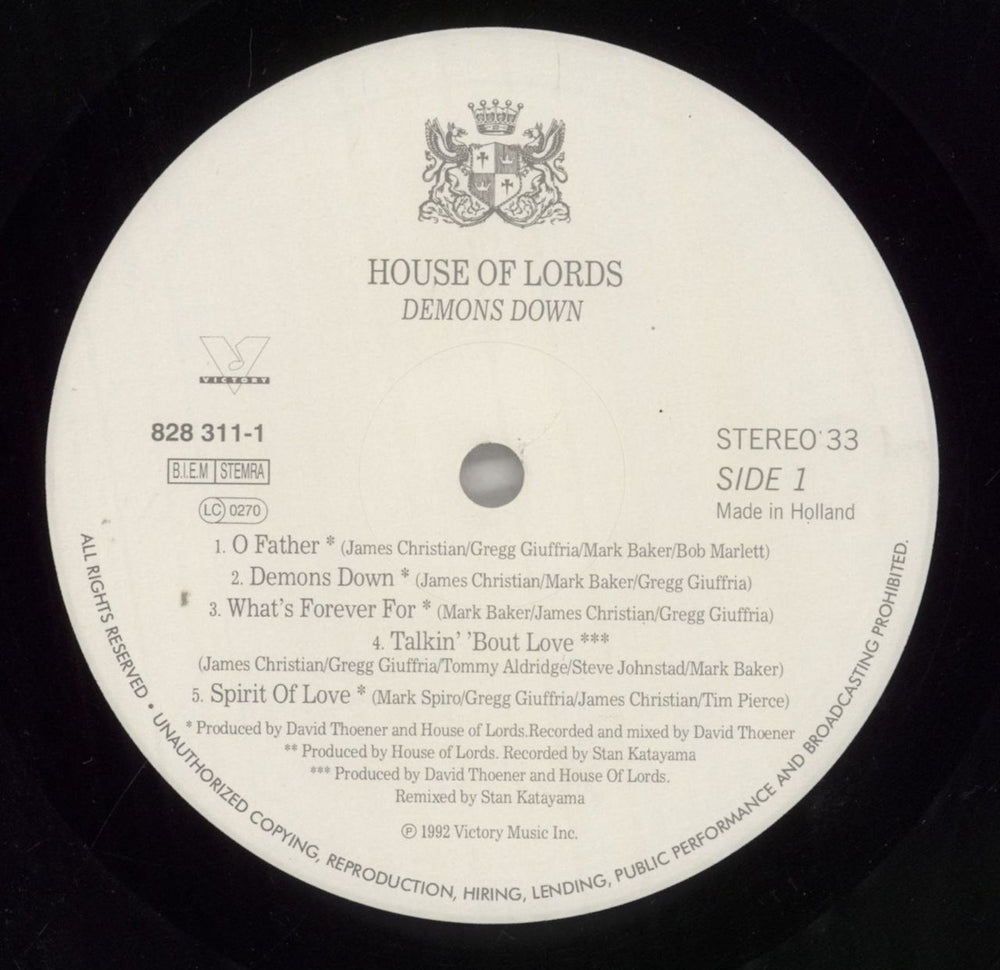 HOUSE OF LORDS
DEMONS DOWN
VICTORY
828 311-1
B.I.E.M STEMRA
LC 0270
STEREO 33
SIDE 1
Made in Holland
1. O Father * (James Christian/Gregg Giuffria/Mark Baker/Bob Marlett)
2. Demons Down * (James Christian/Mark Baker/Gregg Giuffria)
3. What's Forever For * (Mark Baker/James Christian/Gregg Giuffria)
4. Talkin' 'Bout Love ***
(James Christian/Gregg Giuffria/Tommy Aldridge/Steve Johnstad/Mark Baker)
5. Spirit Of Love * (Mark Spiro/Gregg Giuffria/James Christian/Tim Pierce)
* Produced by David Thoener and House of Lords.Recorded and mixed by David Thoener
** Produced by House of Lords. Recorded by Stan Katayama
*** Produced by David Thoener and House Of Lords.
Remixed by Stan Katayama
℗ 1992 Victory Music Inc.
ALL RIGHTS RESERVED • UNAUTHORIZED COPYING, REPRODUCTION, HIRING, LENDING, PUBLIC PERFORMANCE AND BROADCASTING PROHIBITED.